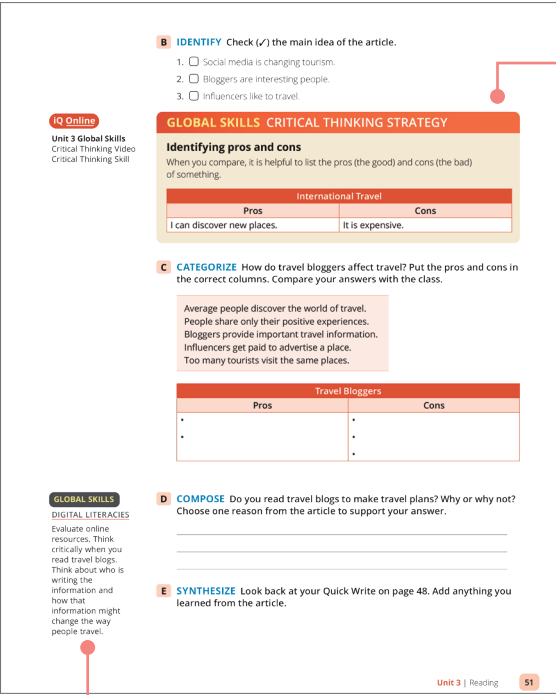 B IDENTIFY Check (✓) the main idea of the article.
1. Social media is changing tourism.
2. Bloggers are interesting people.
3. Influencers like to travel.
iQ Online
Unit 3 Global Skills
Critical Thinking Video
Critical Thinking Skill
GLOBAL SKILLS CRITICAL THINKING STRATEGY
Identifying pros and cons
When you compare, it is helpful to list the pros (the good) and cons (the bad)
of something.
International Travel
Pros Cons
I can discover new places. It is expensive.
C CATEGORIZE How do travel bloggers affect travel? Put the pros and cons in
the correct columns. Compare your answers with the class.
Average people discover the world of travel.
People share only their positive experiences.
Bloggers provide important travel information.
Influencers get paid to advertise a place.
Too many tourists visit the same places.
Travel Bloggers
Pros Cons
GLOBAL SKILLS
DIGITAL LITERACIES
Evaluate online
resources. Think
critically when you
read travel blogs.
Think about who is
writing the
information and
how that
information might
change the way
people travel.
D COMPOSE Do you read travel blogs to make travel plans? Why or why not?
Choose one reason from the article to support your answer.
E SYNTHESIZE Look back at your Quick Write on page 48. Add anything you
learned from the article.
Unit 3 | Reading 51